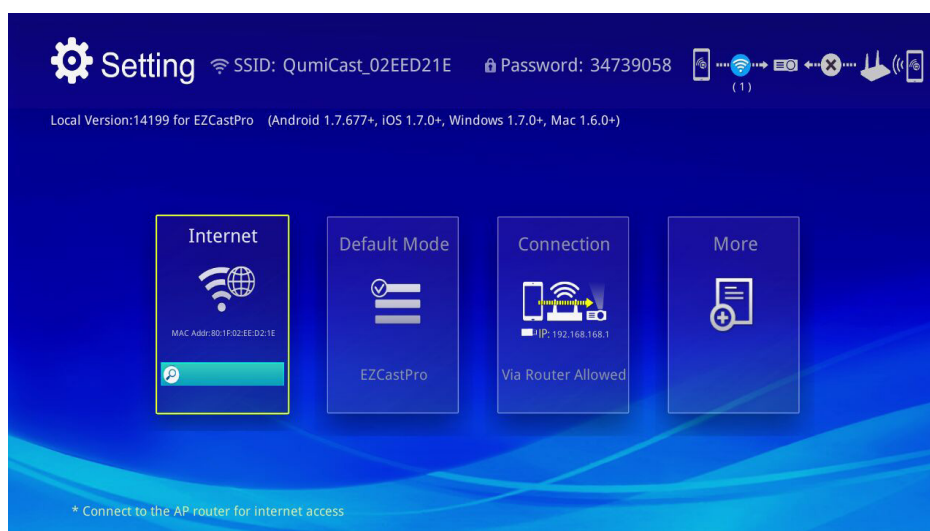 Setting SSID: QumiCast_02EED21E Password: 34739058
(1)
Local Version:14199 for EZCastPro (Android 1.7.677+, iOS 1.7.0+, Windows 1.7.0+, Mac 1.6.0+)
Internet
MAC Addr:80:1F:02:EE:D2:1E
Default Mode
EZCastPro
Connection
IP: 192.168.168.1
Via Router Allowed
More
* Connect to the AP router for internet access